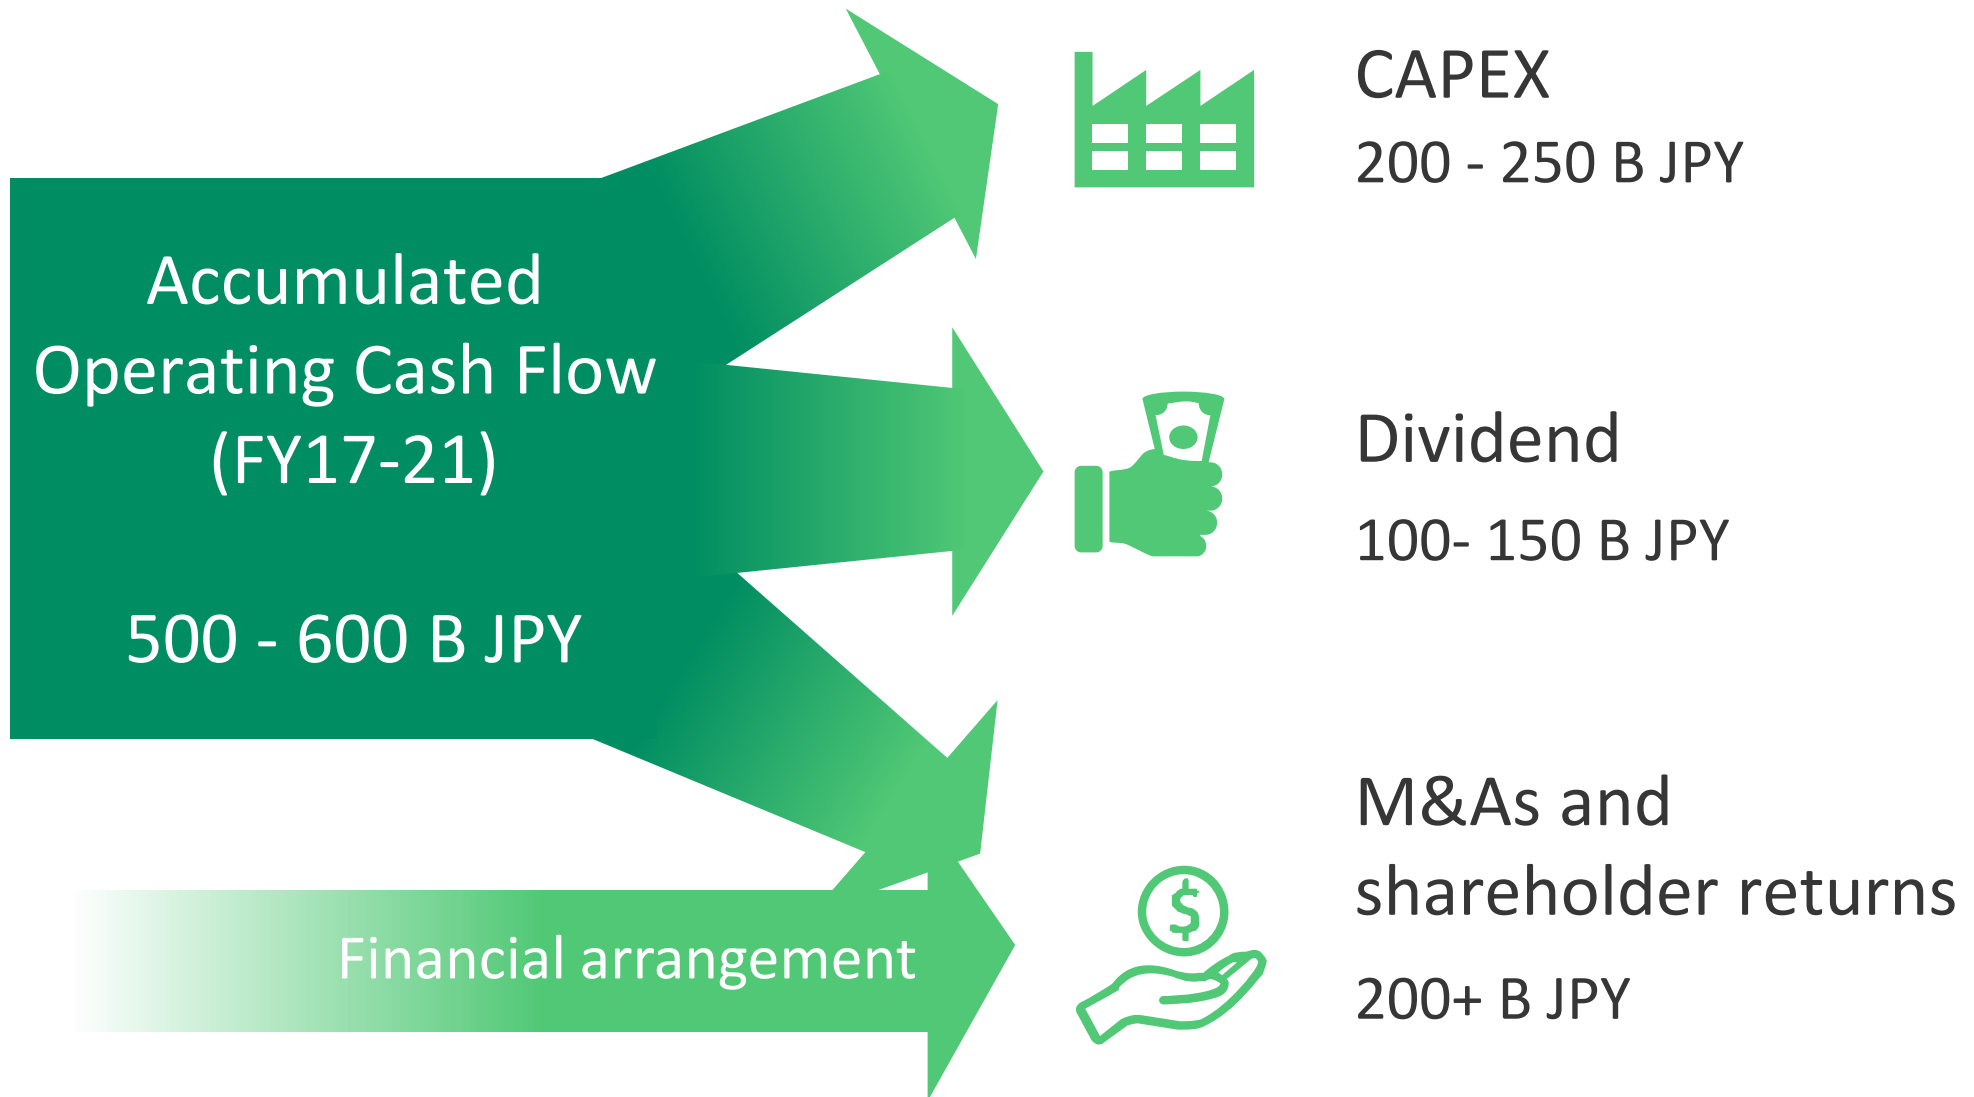 Accumulated
Operating Cash Flow
(FY17-21)
500 - 600 B JPY
Financial arrangement
CAPEX
200 - 250 B JPY
Dividend
100- 150 B JPY
$
M&As and
shareholder returns
200+ B JPY